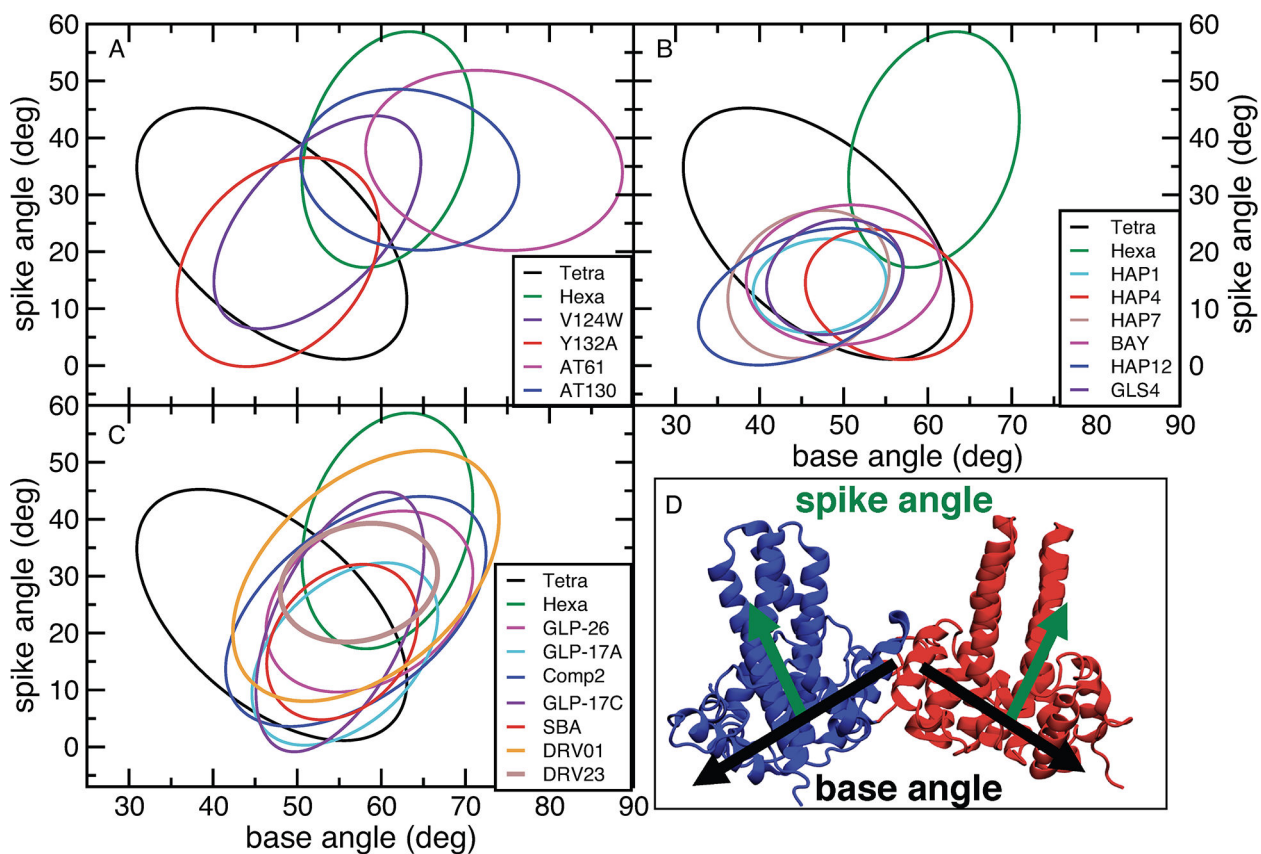 A
60
50
40
30
20
10
0
spike angle (deg)
Tetra
Hexa
V124W
Y132A
AT61
AT130
B
60
50
40
30
20
10
0
spike angle (deg)
Tetra
Hexa
HAP1
HAP4
HAP7
BAY
HAP12
GLS4
30 40 50 60 70 80 90
base angle (deg)
C
60
50
40
30
20
10
0
spike angle (deg)
Tetra
Hexa
GLP-26
GLP-17A
Comp2
GLP-17C
SBA
DRV01
DRV23
30 40 50 60 70 80 90
base angle (deg)
D
spike angle
base angle